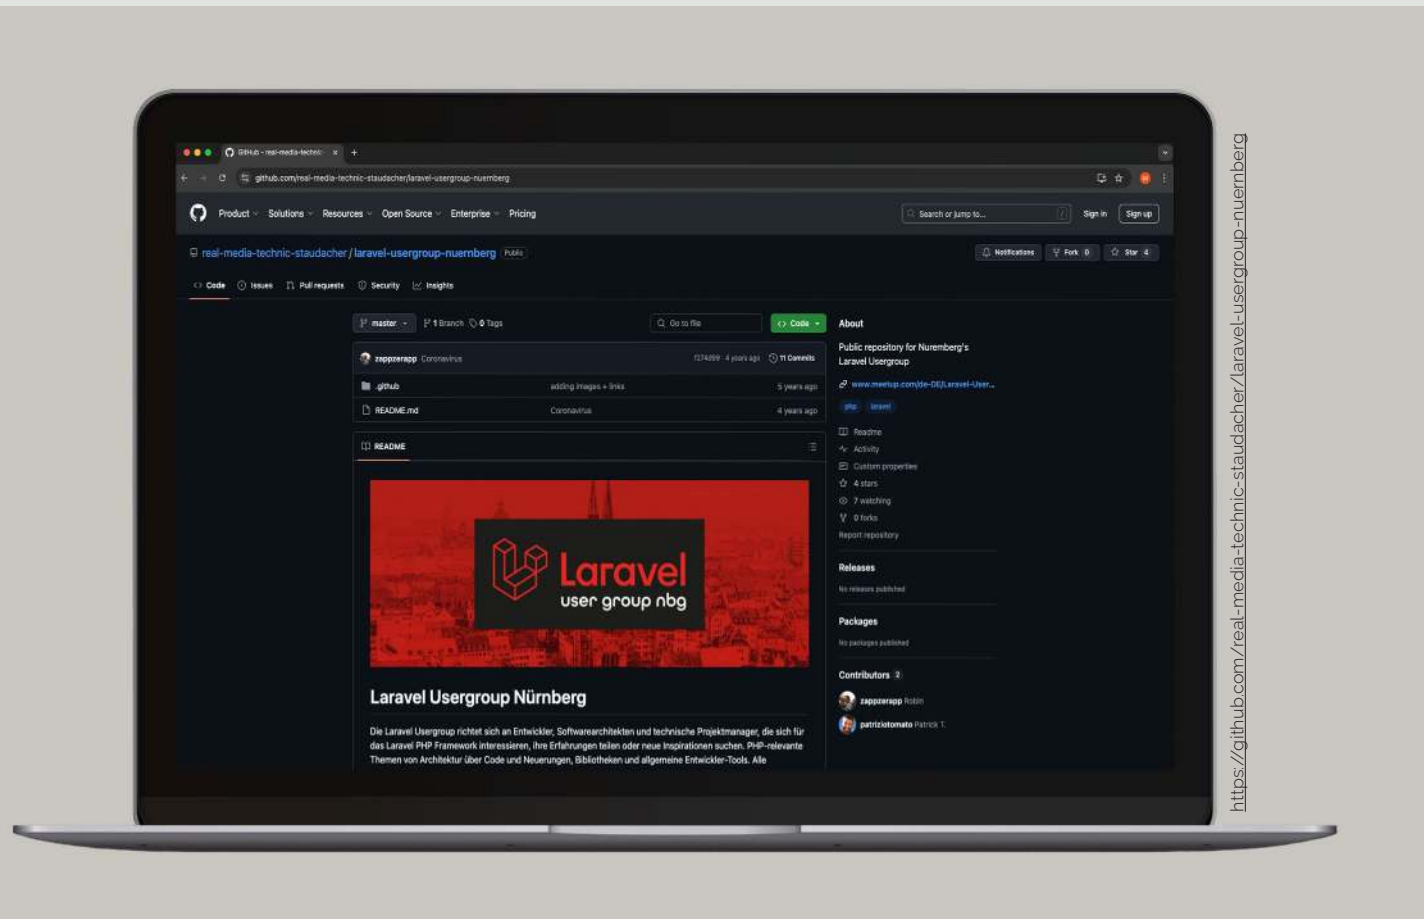 GitHub - real-media-technic-
github.com/real-media-technic-staudacher/laravel-usergroup-nuernberg
Product Solutions Resources Open Source Enterprise Pricing Search or jump to... / Sign in Sign up
real-media-technic-staudacher / laravel-usergroup-nuernberg Public Notifications Fork 0 Star 4
Code Issues Pull requests Security Insights
master 1 Branch 0 Tags Go to file Code
zappzerapp Coronavirus 4 years ago 11 Commits
.github adding images + links 5 years ago
README.md Coronavirus 4 years ago
README
Laravel
user group nbg
Laravel Usergroup Nürnberg
Die Laravel Usergroup richtet sich an Entwickler, Softwarearchitekten und technische Projektmanager, die sich für
das Laravel PHP Framework interessieren, ihre Erfahrungen teilen oder neue Inspirationen suchen. PHP-relevante
Themen von Architektur über Code und Neuerungen, Bibliotheken und allgemeine Entwickler-Tools. Alle
About
Public repository for Nuremberg's
Laravel Usergroup
www.meetup.com/de-DE/Laravel-User...
php laravel
Readme
Activity
Custom properties
4 stars
7 watching
0 forks
Report repository
Releases
No releases published
Packages
No packages published
Contributors 2
zappzerapp Robin
patriziotomato Patrick T.
https://github.com/real-media-technic-staudacher/laravel-usergroup-nuernberg